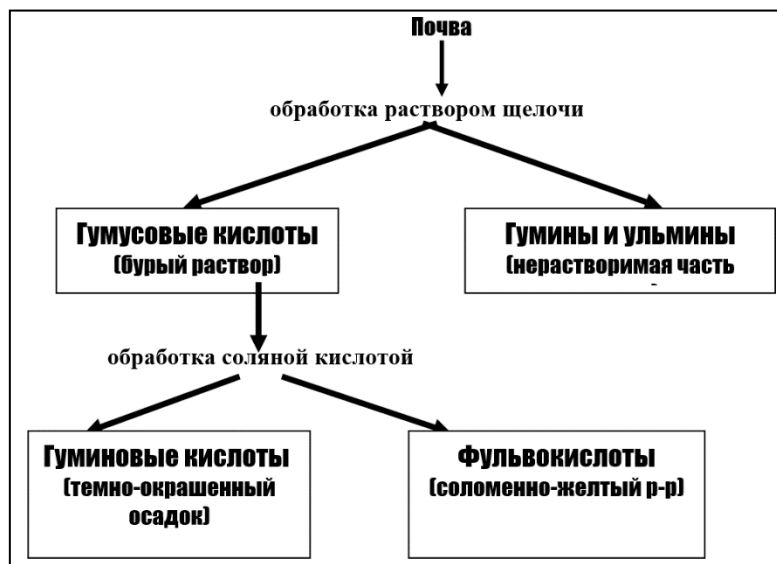 Почва
обработка раствором щелочи
Гумусовые кислоты
(бурый раствор)
Гумины и ульмины
(нерастворимая часть
обработка соляной кислотой
Гуминовые кислоты
(темно-окрашенный
осадок)
Фульвокислоты
(соломенно-желтый р-р)